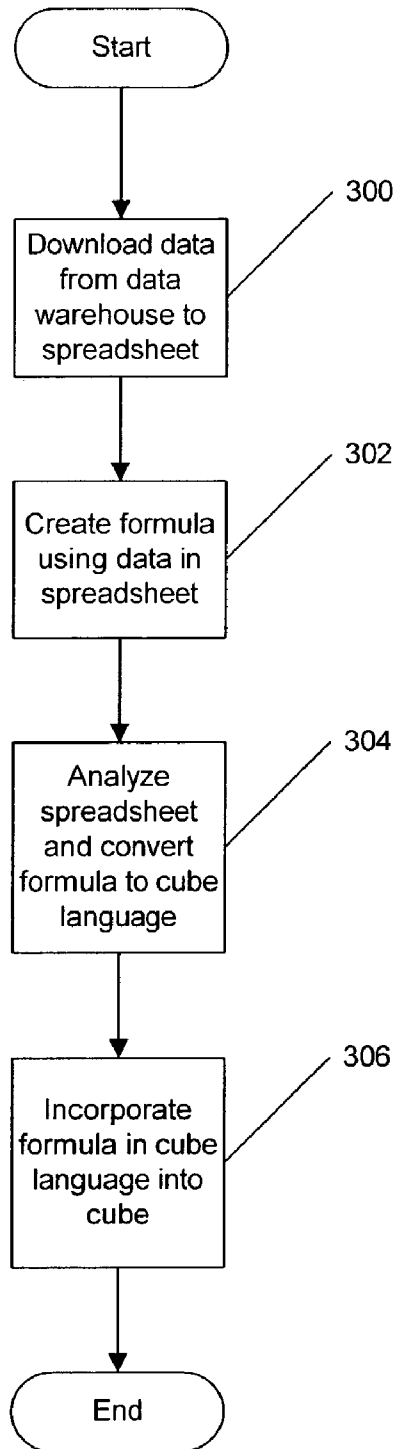 Start
300
Download data
from data
warehouse to
spreadsheet
302
Create formula
using data in
spreadsheet
304
Analyze
spreadsheet
and convert
formula to cube
language
306
Incorporate
formula in cube
language into
cube
End